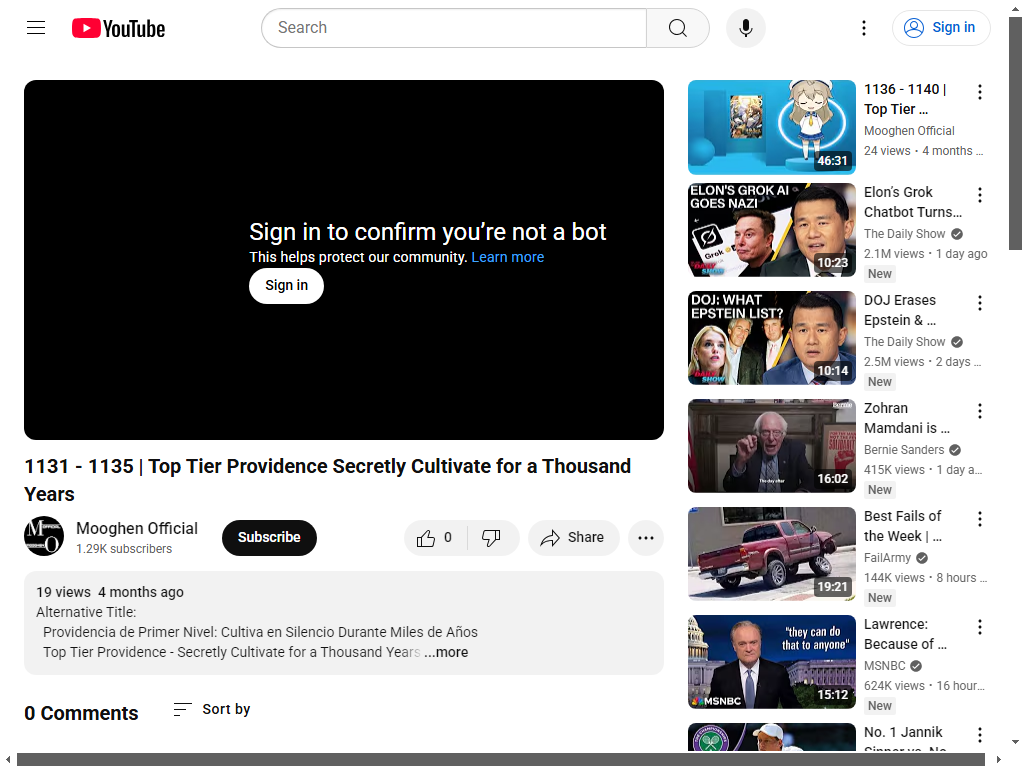 YouTube
Search
Sign in
Sign in to confirm you’re not a bot
This helps protect our community. Learn more
Sign in
1131 - 1135 | Top Tier Providence Secretly Cultivate for a Thousand
Years
Mooghen Official
1.29K subscribers
Subscribe
0
Share
19 views 4 months ago
Alternative Title:
Providencia de Primer Nivel: Cultiva en Silencio Durante Miles de Años
Top Tier Providence - Secretly Cultivate for a Thousand Years ...more
0 Comments
Sort by
46:31
1136 - 1140 |
Top Tier ...
Mooghen Official
24 views • 4 months ...
ELON'S GROK AI
GOES NAZI
Grok
10:23
Elon’s Grok
Chatbot Turns...
The Daily Show
2.1M views • 1 day ago
New
DOJ: WHAT
EPSTEIN LIST?
DAILY
SHOW
10:14
DOJ Erases
Epstein & ...
The Daily Show
2.5M views • 2 days ...
New
Bernie
The day after
16:02
Zohran
Mamdani is ...
Bernie Sanders
415K views • 1 day a...
New
19:21
Best Fails of
the Week | ...
FailArmy
144K views • 8 hours ...
New
"they can do
that to anyone"
MSNBC
15:12
Lawrence:
Because of ...
MSNBC
624K views • 16 hour...
New
No. 1 Jannik